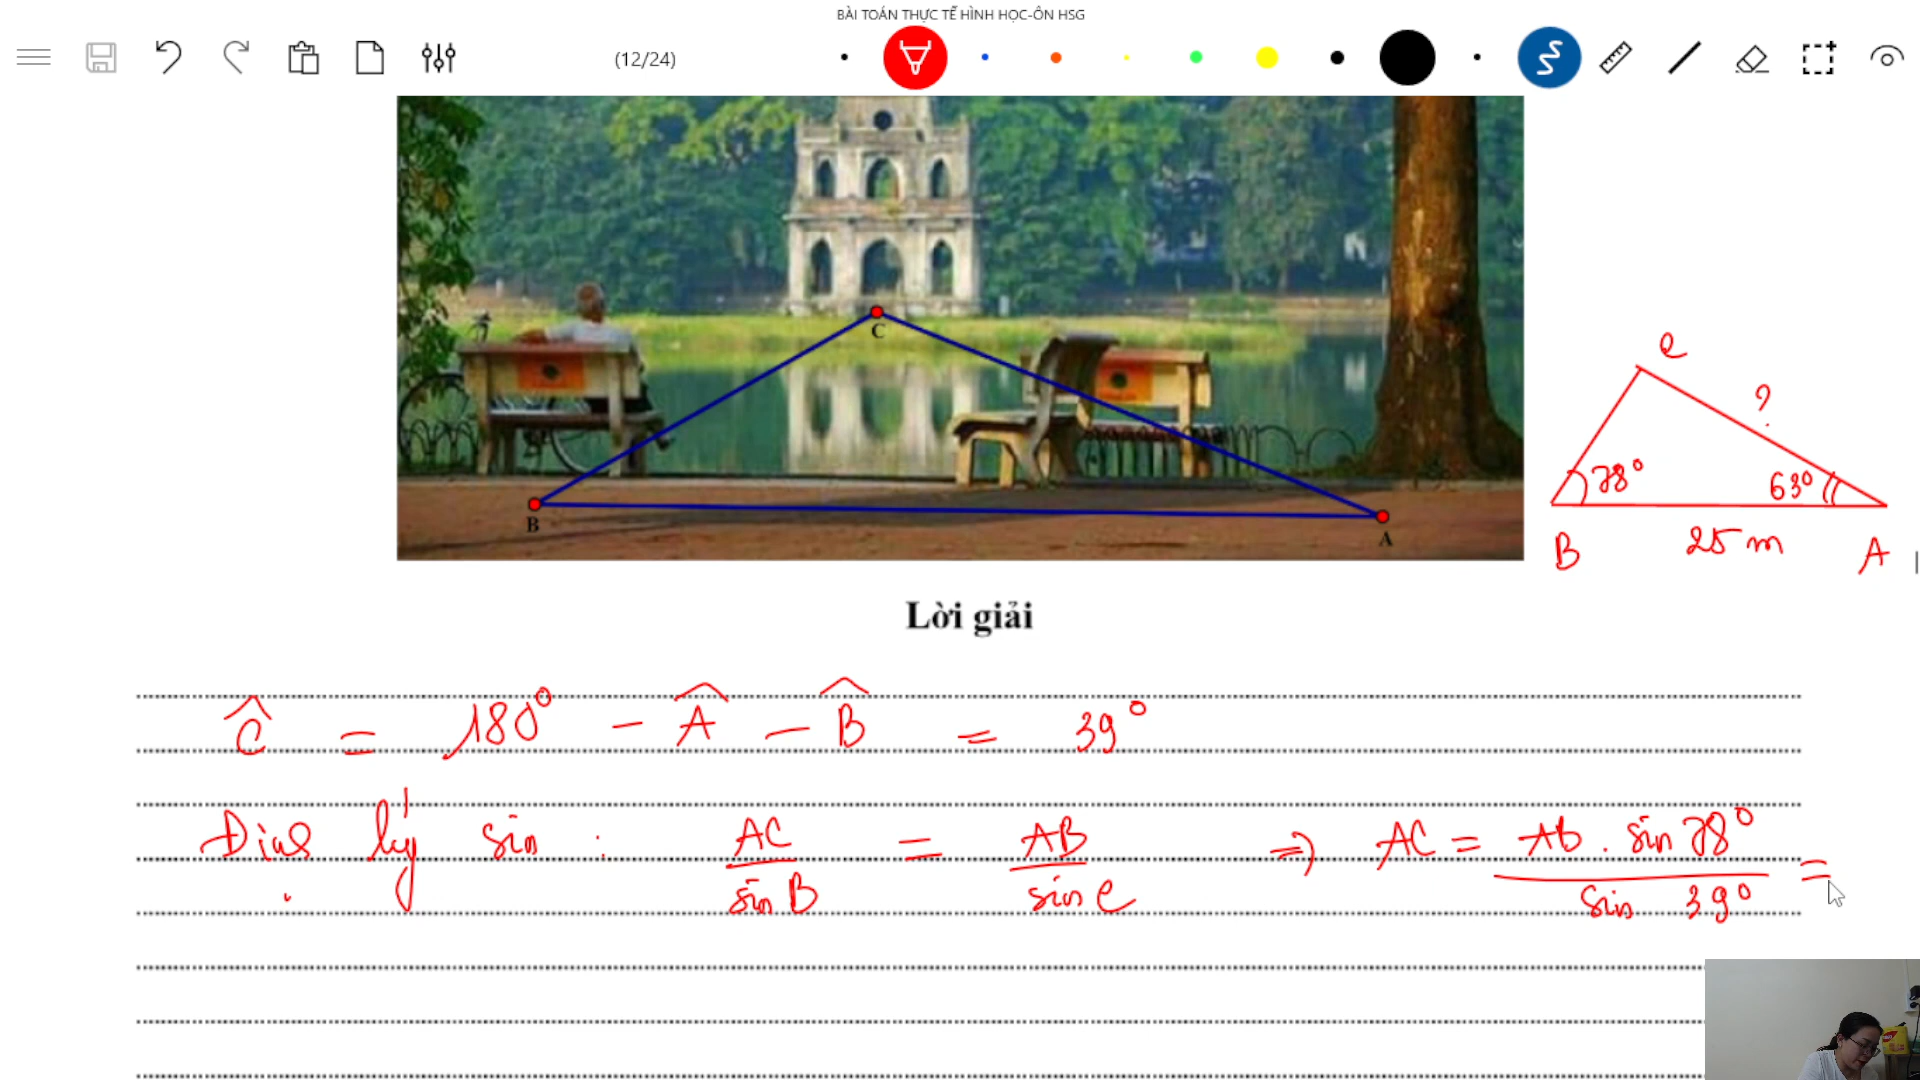 BÀI TOÁN THỰC TẾ HÌNH HỌC-ÔN HSG
(12/24)
C
B
A
C
?
78°
63°
B
25 m
A
Lời giải
Ĉ = 180° - Â - B̂ = 39°
Định lý sin : AC/sin B = AB/sin C => AC = AB . sin 78°/sin 39° =